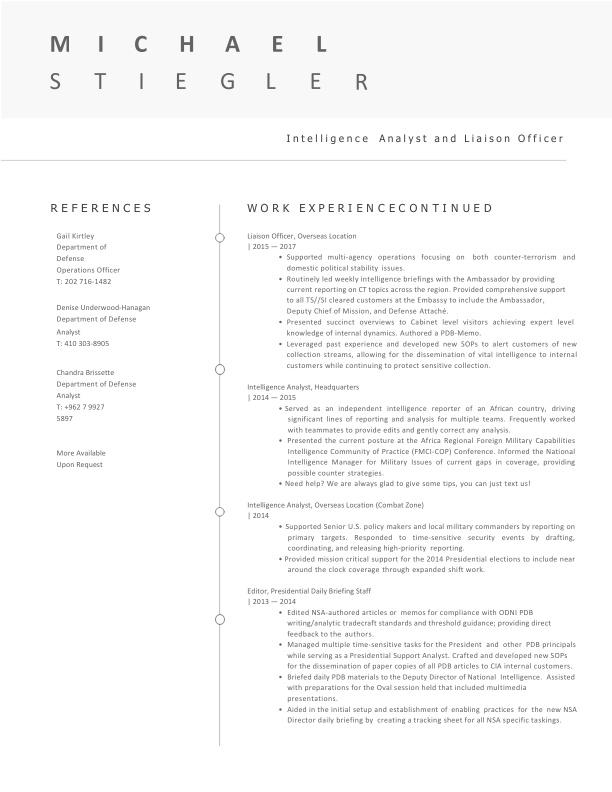 MICHAEL
STIEGLER
Intelligence Analyst and Liaison Officer
REFERENCES
Gail Kirtley
Department of
Defense
Operations Officer
T: 202 716-1482
Denise Underwood-Hanagan
Department of Defense
Analyst
T: 410 303-8905
Chandra Brissette
Department of Defense
Analyst
T: +962 7 9927
5897
More Available
Upon Request
WORK EXPERIENCECONTINUED
Liaison Officer, Overseas Location
| 2015 — 2017
• Supported multi-agency operations focusing on both counter-terrorism and
domestic political stability issues.
• Routinely led weekly intelligence briefings with the Ambassador by providing
current reporting on CT topics across the region. Provided comprehensive support
to all TS//SI cleared customers at the Embassy to include the Ambassador,
Deputy Chief of Mission, and Defense Attaché.
• Presented succinct overviews to Cabinet level visitors achieving expert level
knowledge of internal dynamics. Authored a PDB-Memo.
• Leveraged past experience and developed new SOPs to alert customers of new
collection streams, allowing for the dissemination of vital intelligence to internal
customers while continuing to protect sensitive collection.
Intelligence Analyst, Headquarters
| 2014 — 2015
• Served as an independent intelligence reporter of an African country, driving
significant lines of reporting and analysis for multiple teams. Frequently worked
with teammates to provide edits and gently correct any analysis.
• Presented the current posture at the Africa Regional Foreign Military Capabilities
Intelligence Community of Practice (FMCI-COP) Conference. Informed the National
Intelligence Manager for Military Issues of current gaps in coverage, providing
possible counter strategies.
• Need help? We are always glad to give some tips, you can just text us!
Intelligence Analyst, Overseas Location (Combat Zone)
| 2014
• Supported Senior U.S. policy makers and local military commanders by reporting on
primary targets. Responded to time-sensitive security events by drafting,
coordinating, and releasing high-priority reporting.
• Provided mission critical support for the 2014 Presidential elections to include near
around the clock coverage through expanded shift work.
Editor, Presidential Daily Briefing Staff
| 2013 — 2014
• Edited NSA-authored articles or memos for compliance with ODNI PDB
writing/analytic tradecraft standards and threshold guidance; providing direct
feedback to the authors.
• Managed multiple time-sensitive tasks for the President and other PDB principals
while serving as a Presidential Support Analyst. Crafted and developed new SOPs
for the dissemination of paper copies of all PDB articles to CIA internal customers.
• Briefed daily PDB materials to the Deputy Director of National Intelligence. Assisted
with preparations for the Oval session held that included multimedia
presentations.
• Aided in the initial setup and establishment of enabling practices for the new NSA
Director daily briefing by creating a tracking sheet for all NSA specific taskings.